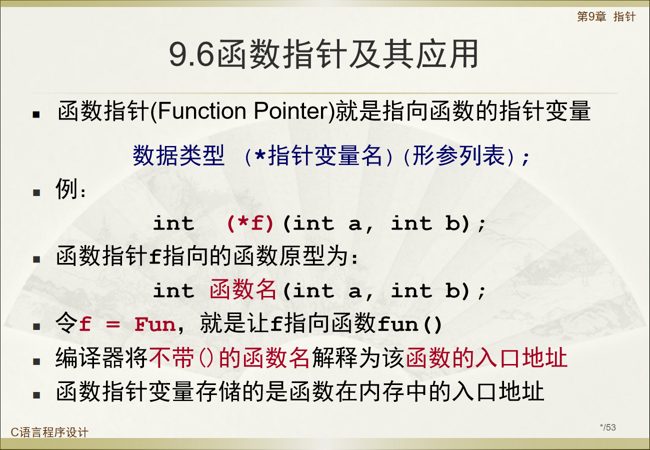 第9章 指针
9.6函数指针及其应用
▪ 函数指针(Function Pointer)就是指向函数的指针变量
数据类型 (*指针变量名)(形参列表);
▪ 例:
int (*f)(int a, int b);
▪ 函数指针f指向的函数原型为:
int 函数名(int a, int b);
▪ 令f = Fun，就是让f指向函数fun()
▪ 编译器将不带()的函数名解释为该函数的入口地址
▪ 函数指针变量存储的是函数在内存中的入口地址
C语言程序设计
*/53